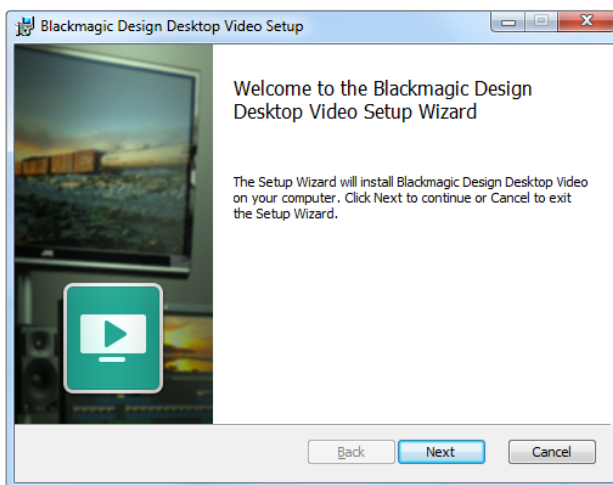 Blackmagic Design Desktop Video Setup
Welcome to the Blackmagic Design
Desktop Video Setup Wizard
The Setup Wizard will install Blackmagic Design Desktop Video
on your computer. Click Next to continue or Cancel to exit
the Setup Wizard.
JVC
Back Next Cancel